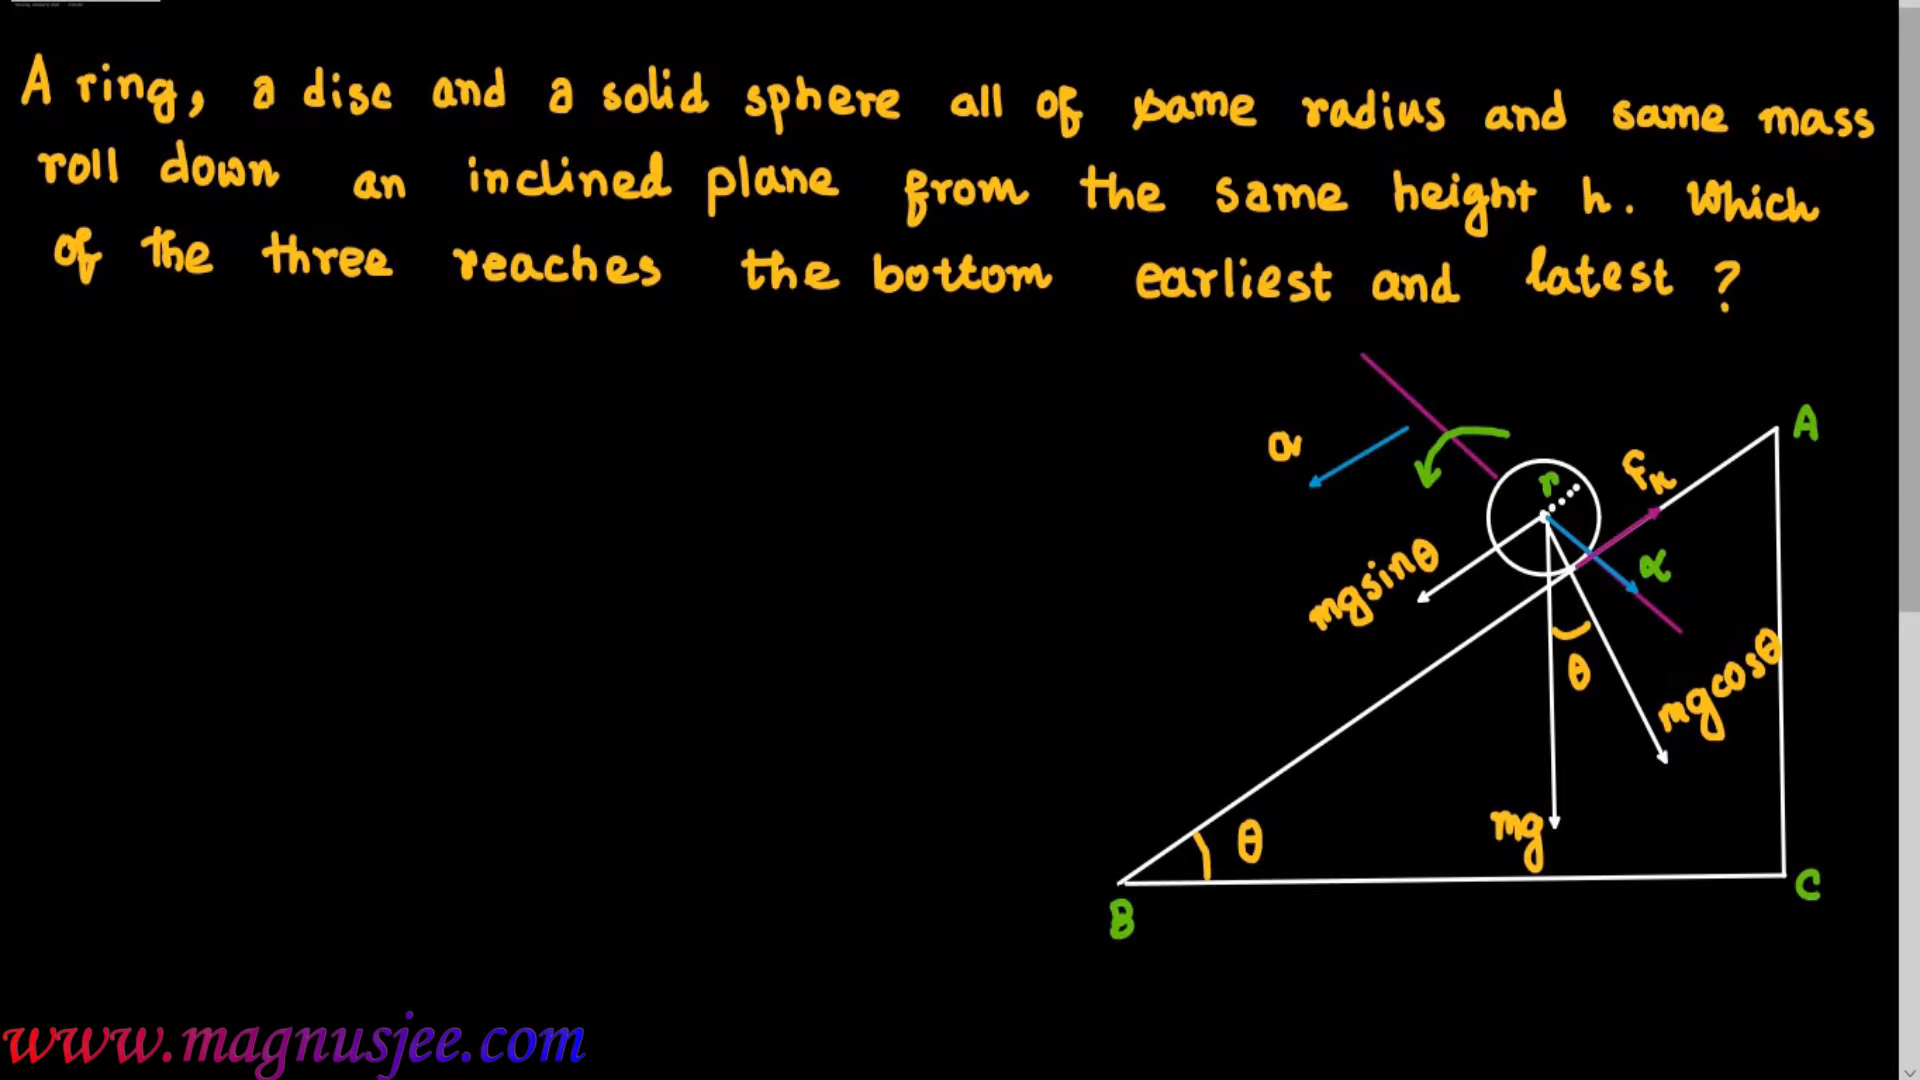 A ring, a disc and a solid sphere all of same radius and same mass
roll down an inclined plane from the same height h. Which
of the three reaches the bottom earliest and latest ?
A
a
r
fk
α
mgsinθ
θ
mgcosθ
mg
θ
C
B
www.magnusjee.com